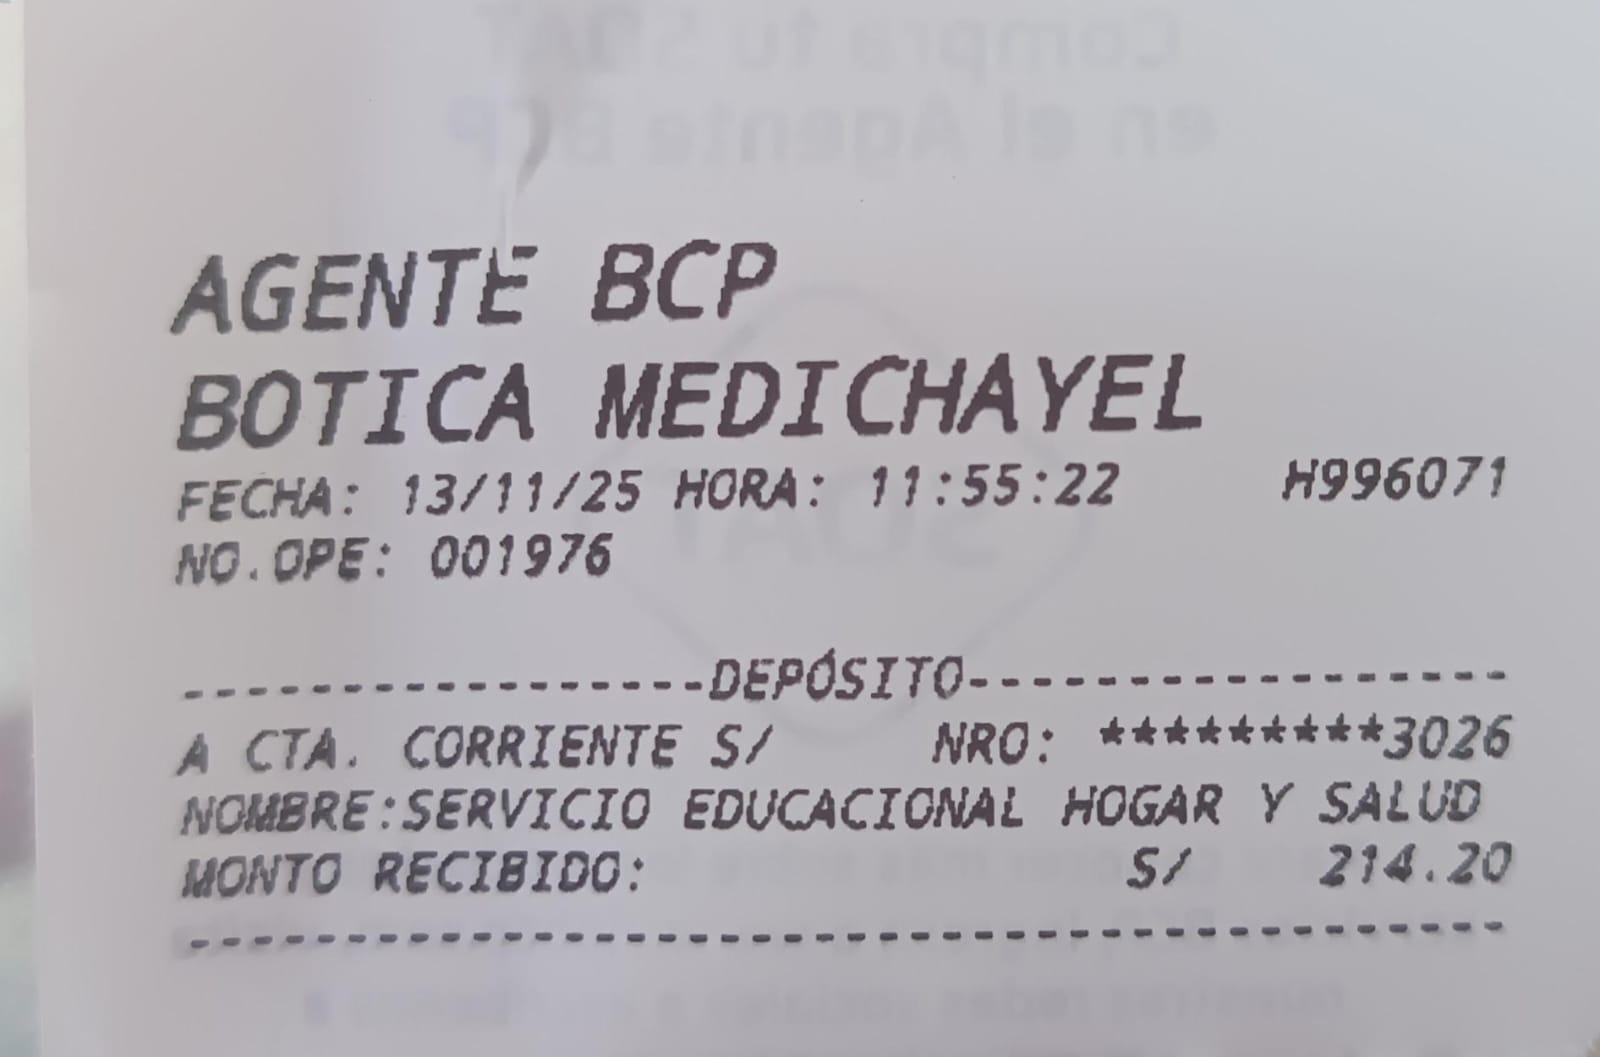 AGENTE BCP
BOTICA MEDICHAYEL
FECHA: 13/11/25 HORA: 11:55:22 H996071
NO.OPE: 001976
------------------DEPÓSITO-----------------
A CTA. CORRIENTE S/ NRO: *********3026
NOMBRE:SERVICIO EDUCACIONAL HOGAR Y SALUD
MONTO RECIBIDO: S/ 214.20
------------------------------------------